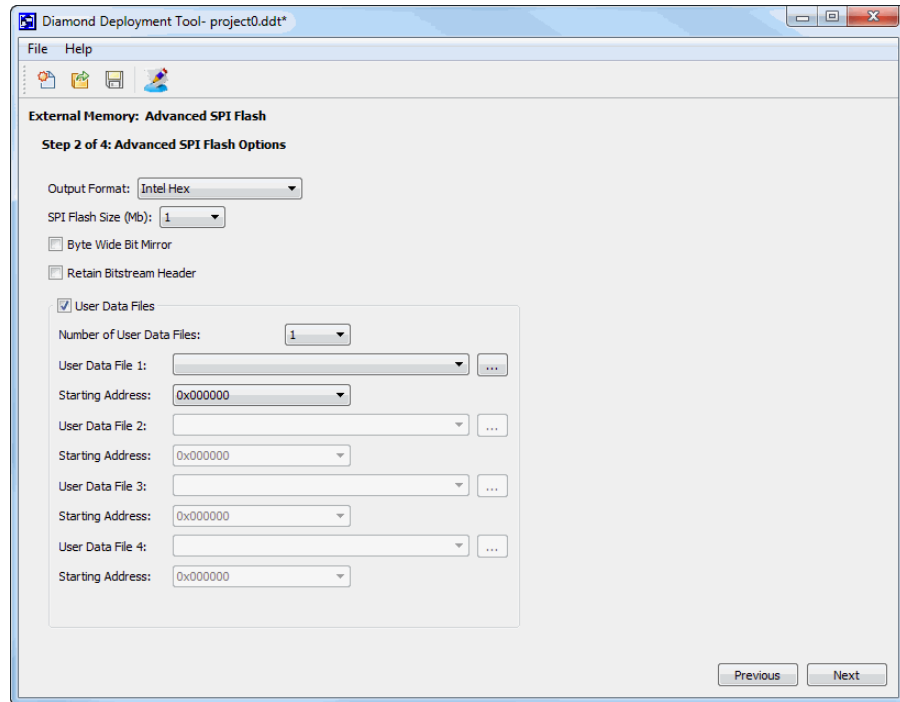 Diamond Deployment Tool- project0.ddt*
File Help
External Memory: Advanced SPI Flash
Step 2 of 4: Advanced SPI Flash Options
Output Format: Intel Hex
SPI Flash Size (Mb): 1
Byte Wide Bit Mirror
Retain Bitstream Header
User Data Files
Number of User Data Files: 1
User Data File 1: ...
Starting Address: 0x000000
User Data File 2: ...
Starting Address: 0x000000
User Data File 3: ...
Starting Address: 0x000000
User Data File 4: ...
Starting Address: 0x000000
Previous Next